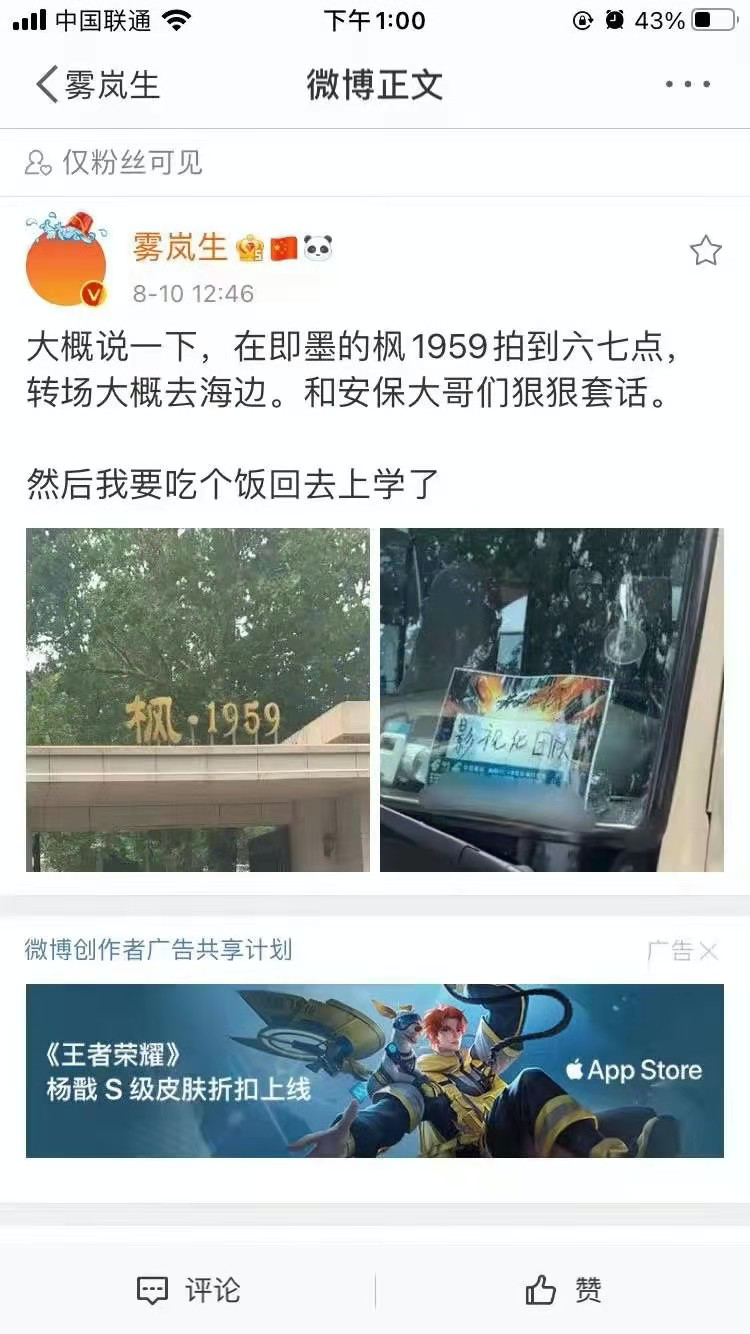 中国联通
下午1:00
43%
雾岚生
微博正文
仅粉丝可见
雾岚生
8-10 12:46
大概说一下，在即墨的枫1959拍到六七点，
转场大概去海边。和安保大哥们狠狠套话。
然后我要吃个饭回去上学了
枫·1959
影视化团队
微博创作者广告共享计划
广告
《王者荣耀》
杨戬 S 级皮肤折扣上线
App Store
评论
赞